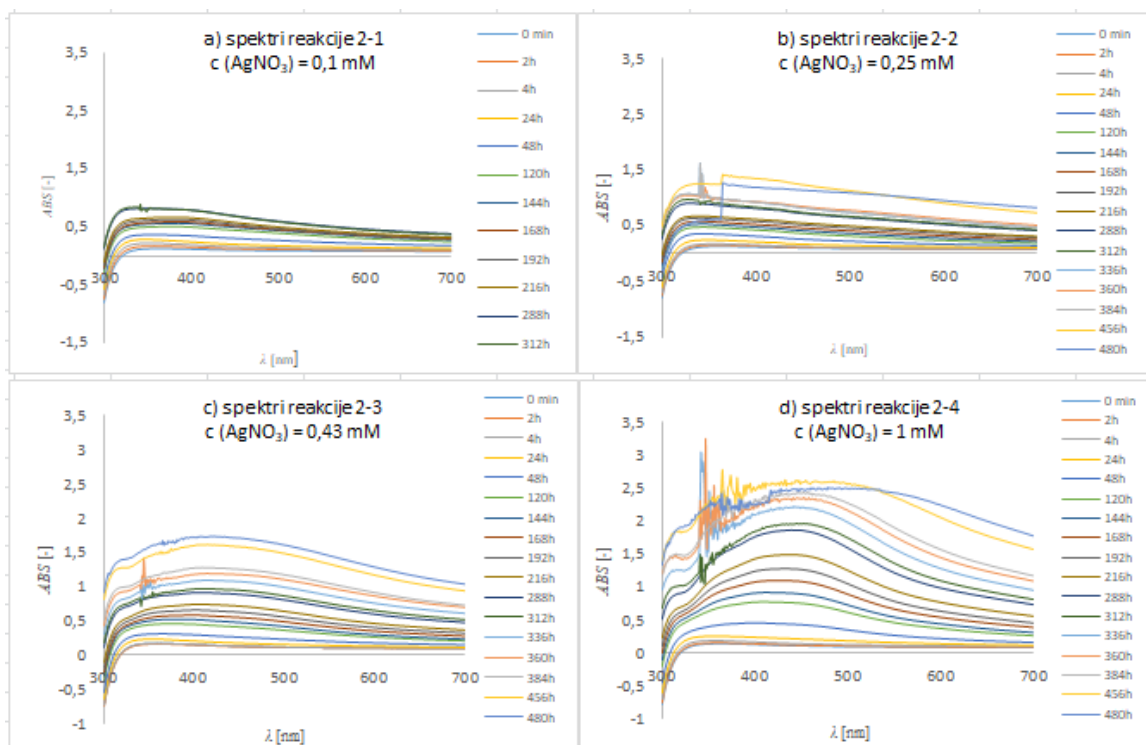 a) spektri reakcije 2-1
c (AgNO₃) = 0,1 mM
3,5
2,5
1,5
0,5
-0,5
-1,5
ABS [-]
300
400
500
600
700
λ [nm]
0 min
2h
4h
24h
48h
120h
144h
168h
192h
216h
288h
312h
b) spektri reakcije 2-2
c (AgNO₃) = 0,25 mM
3,5
2,5
1,5
0,5
-0,5
-1,5
ABS [-]
300
400
500
600
700
λ [nm]
0 min
2h
4h
24h
48h
120h
144h
168h
192h
216h
288h
312h
336h
360h
384h
456h
480h
c) spektri reakcije 2-3
c (AgNO₃) = 0,43 mM
3,5
3
2,5
2
1,5
1
0,5
0
-0,5
-1
ABS [-]
300
400
500
600
700
λ [nm]
0 min
2h
4h
24h
48h
120h
144h
168h
192h
216h
288h
312h
336h
360h
384h
456h
480h
d) spektri reakcije 2-4
c (AgNO₃) = 1 mM
3,5
3
2,5
2
1,5
1
0,5
0
-0,5
-1
ABS [-]
300
400
500
600
700
λ [nm]
0 min
2h
4h
24h
48h
120h
144h
168h
192h
216h
288h
312h
336h
360h
384h
456h
480h